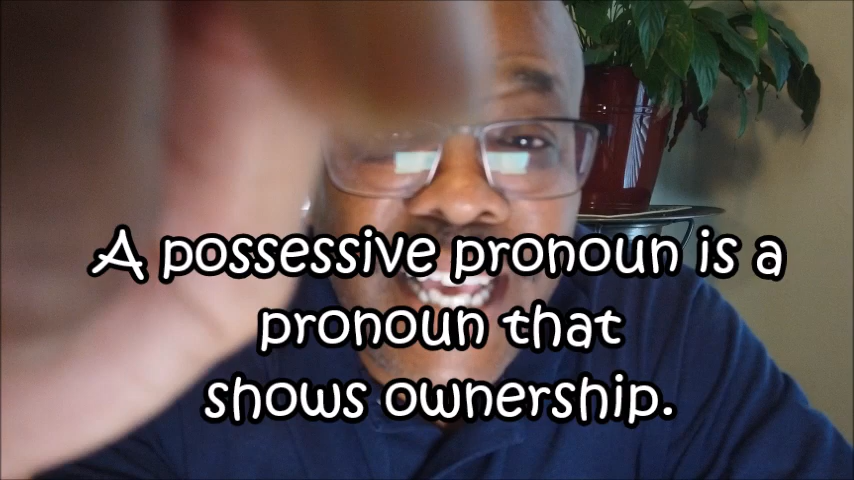 A possessive pronoun is a
pronoun that
shows ownership.